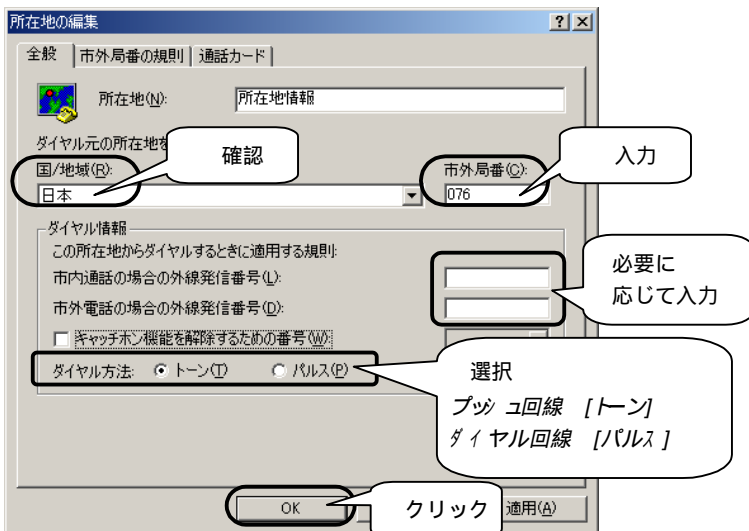 所在地の編集
全般 市外局番の規則 通話カード
所在地(N): 所在地情報
ダイヤル元の所在地を
確認
入力
国/地域(R): 市外局番(C):
日本 076
ダイヤル情報
この所在地からダイヤルするときに適用する規則:
市内通話の場合の外線発信番号(L):
市外電話の場合の外線発信番号(D):
必要に
応じて入力
キャッチホン機能を解除するための番号(W):
ダイヤル方法: トーン(T) パルス(P)
選択
プッシュ回線 [トーン]
ダイヤル回線 [パルス]
OK クリック 適用(A)